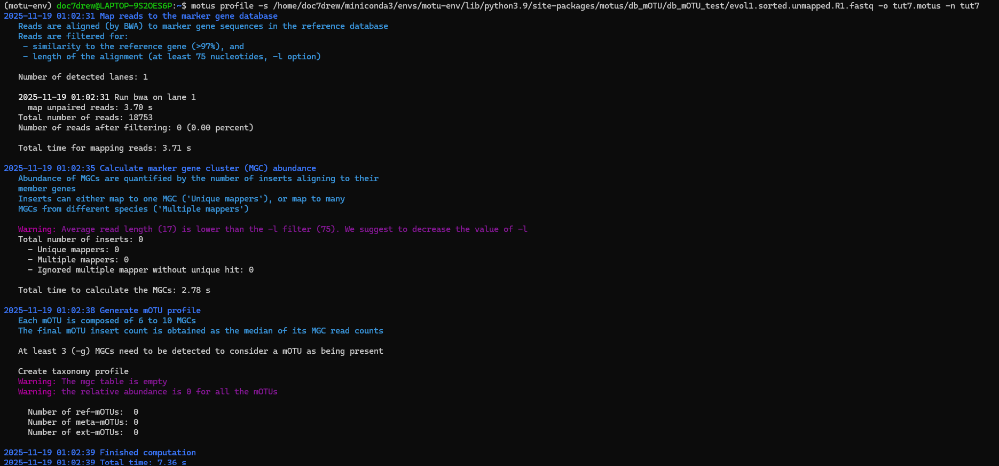 (motu-env) doc7drew@LAPTOP-9S2OES6P:~$ motus profile -s /home/doc7drew/miniconda3/envs/motu-env/lib/python3.9/site-packages/motus/db_mOTU/db_mOTU_test/evol1.sorted.unmapped.R1.fastq -o tut7.motus -n tut7
2025-11-19 01:02:31 Map reads to the marker gene database
Reads are aligned (by BWA) to marker gene sequences in the reference database
Reads are filtered for:
- similarity to the reference gene (>97%), and
- length of the alignment (at least 75 nucleotides, -l option)
Number of detected lanes: 1
2025-11-19 01:02:31 Run bwa on lane 1
map unpaired reads: 3.70 s
Total number of reads: 18753
Number of reads after filtering: 0 (0.00 percent)
Total time for mapping reads: 3.71 s
2025-11-19 01:02:35 Calculate marker gene cluster (MGC) abundance
Abundance of MGCs are quantified by the number of inserts aligning to their
member genes
Inserts can either map to one MGC ('Unique mappers'), or map to many
MGCs from different species ('Multiple mappers')
Warning: Average read length (17) is lower than the -l filter (75). We suggest to decrease the value of -l
Total number of inserts: 0
- Unique mappers: 0
- Multiple mappers: 0
- Ignored multiple mapper without unique hit: 0
Total time to calculate the MGCs: 2.78 s
2025-11-19 01:02:38 Generate mOTU profile
Each mOTU is composed of 6 to 10 MGCs
The final mOTU insert count is obtained as the median of its MGC read counts
At least 3 (-g) MGCs need to be detected to consider a mOTU as being present
Create taxonomy profile
Warning: The mgc table is empty
Warning: the relative abundance is 0 for all the mOTUs
Number of ref-mOTUs: 0
Number of meta-mOTUs: 0
Number of ext-mOTUs: 0
2025-11-19 01:02:39 Finished computation
2025-11-19 01:02:39 Total time: 7.36 s